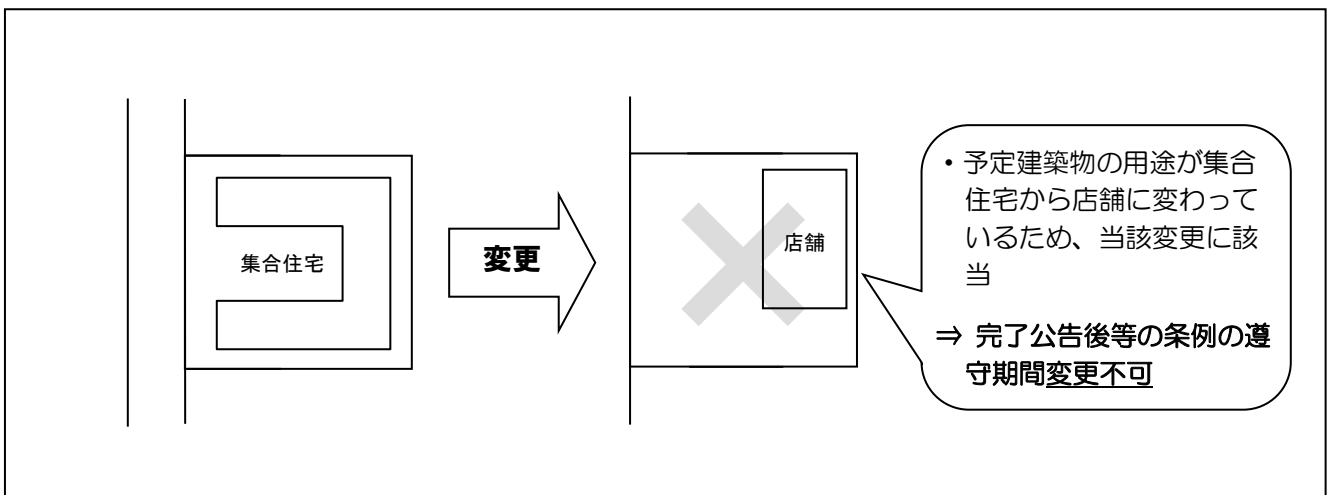 集合住宅
変更
店舗
・予定建築物の用途が集合
住宅から店舗に変わって
いるため、当該変更に該
当
⇒ 完了公告後等の条例の遵
守期間変更不可